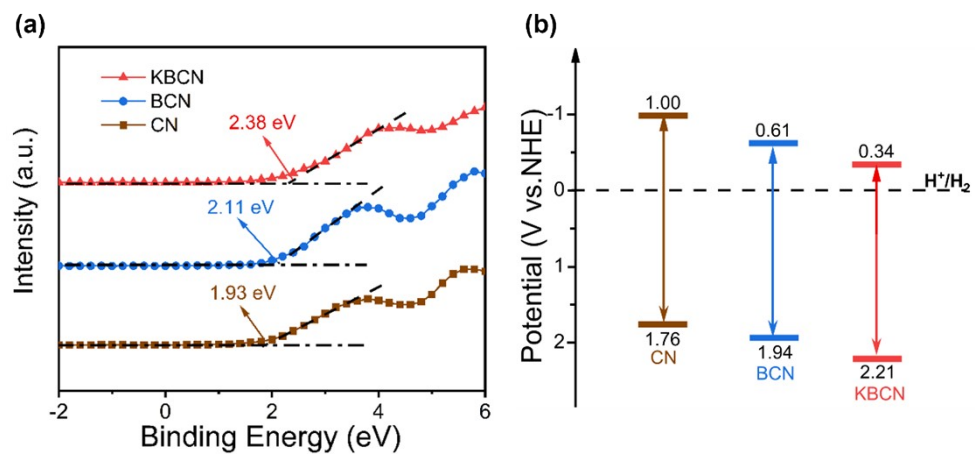 (a)
KBCN
BCN
CN
2.38 eV
2.11 eV
1.93 eV
Intensity (a.u.)
-2 0 2 4 6
Binding Energy (eV)
(b)
Potential (V vs.NHE)
-1
0
1
2
1.00
0.61
0.34
H⁺/H₂
1.76
CN
1.94
BCN
2.21
KBCN